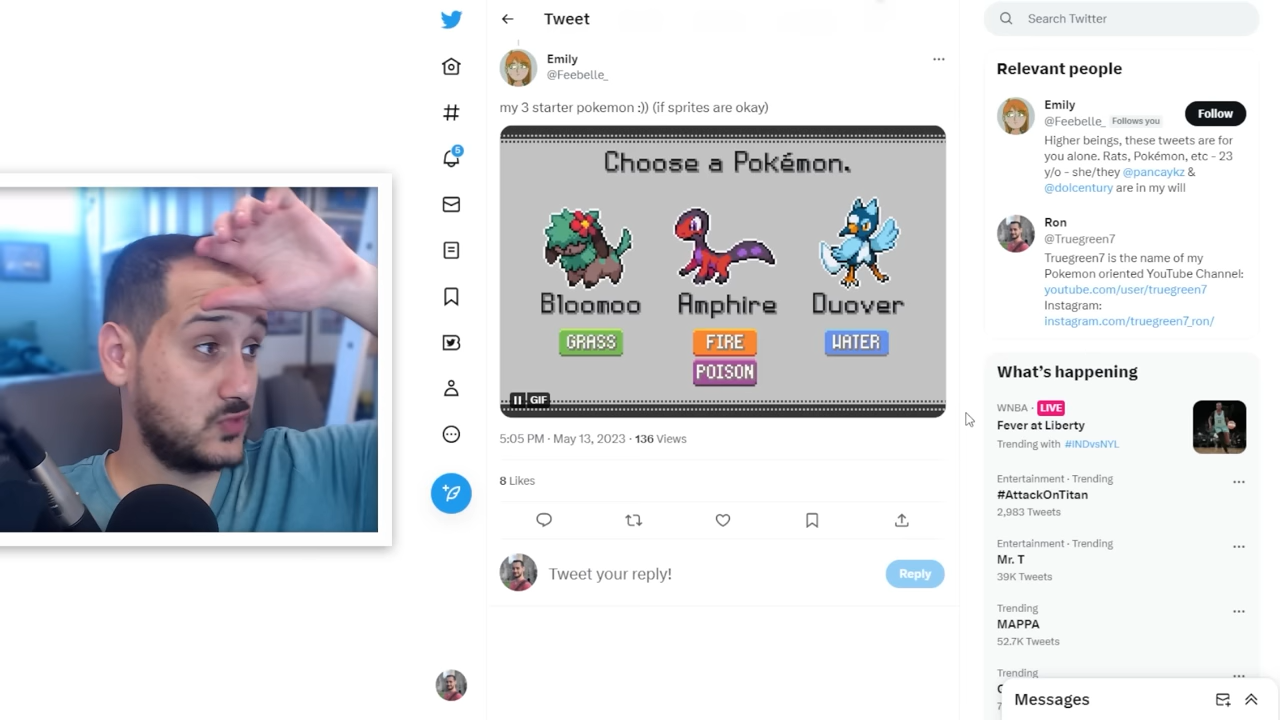 Tweet
Emily
@Feebelle_
my 3 starter pokemon :)) (if sprites are okay)
Choose a Pokémon.
Bloomoo
Amphire
Duover
GRASS
FIRE
WATER
POISON
GIF
5:05 PM · May 13, 2023 · 136 Views
8 Likes
Tweet your reply!
Reply
5
Search Twitter
Relevant people
Emily
@Feebelle_ Follows you
Follow
Higher beings, these tweets are for
you alone. Rats, Pokémon, etc - 23
y/o - she/they @pancaykz &
@dolcentury are in my will
Ron
@Truegreen7
Truegreen7 is the name of my
Pokemon oriented YouTube Channel:
youtube.com/user/truegreen7
Instagram:
instagram.com/truegreen7_ron/
What's happening
WNBA · LIVE
Fever at Liberty
Trending with #INDvsNYL
Entertainment · Trending
#AttackOnTitan
2,983 Tweets
Entertainment · Trending
Mr. T
39K Tweets
Trending
MAPPA
52.7K Tweets
Trending
Messages